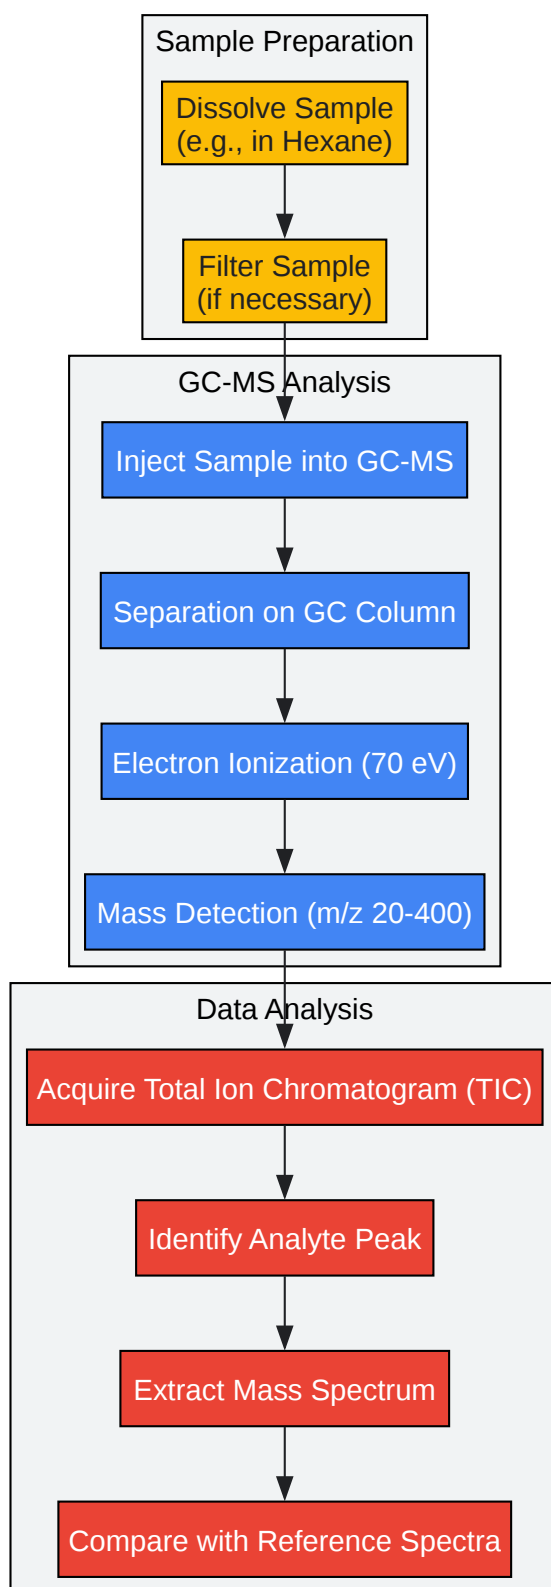 Sample Preparation
Dissolve Sample
(e.g., in Hexane)
Filter Sample
(if necessary)
GC-MS Analysis
Inject Sample into GC-MS
Separation on GC Column
Electron Ionization (70 eV)
Mass Detection (m/z 20-400)
Data Analysis
Acquire Total Ion Chromatogram (TIC)
Identify Analyte Peak
Extract Mass Spectrum
Compare with Reference Spectra